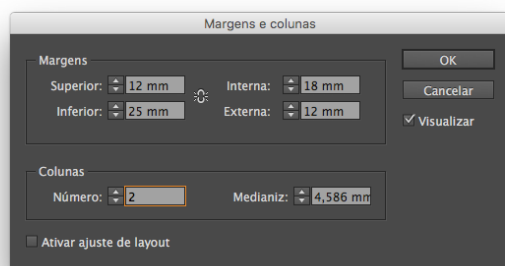 Margens e colunas
Margens
Superior: 12 mm Interna: 18 mm OK
Inferior: 25 mm Externa: 12 mm Cancelar
Visualizar
Colunas
Número: 2 Medianiz: 4,586 mm
Ativar ajuste de layout